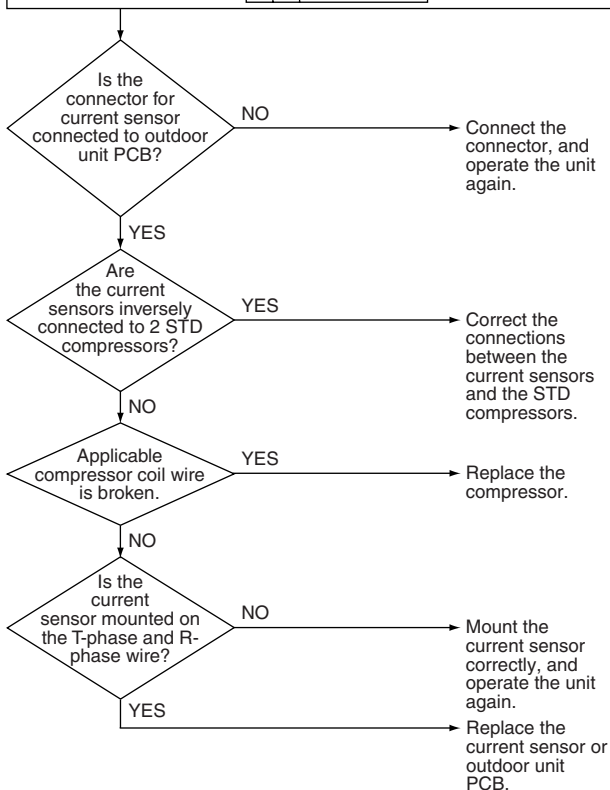 Is the
connector for
current sensor
connected to outdoor
unit PCB?
NO
Connect the
connector, and
operate the unit
again.
YES
Are
the current
sensors inversely
connected to 2 STD
compressors?
YES
Correct the
connections
between the
current sensors
and the STD
compressors.
NO
Applicable
compressor coil wire
is broken.
YES
Replace the
compressor.
NO
Is the
current
sensor mounted on
the T-phase and R-
phase wire?
NO
Mount the
current sensor
correctly, and
operate the unit
again.
YES
Replace the
current sensor or
outdoor unit
PCB.